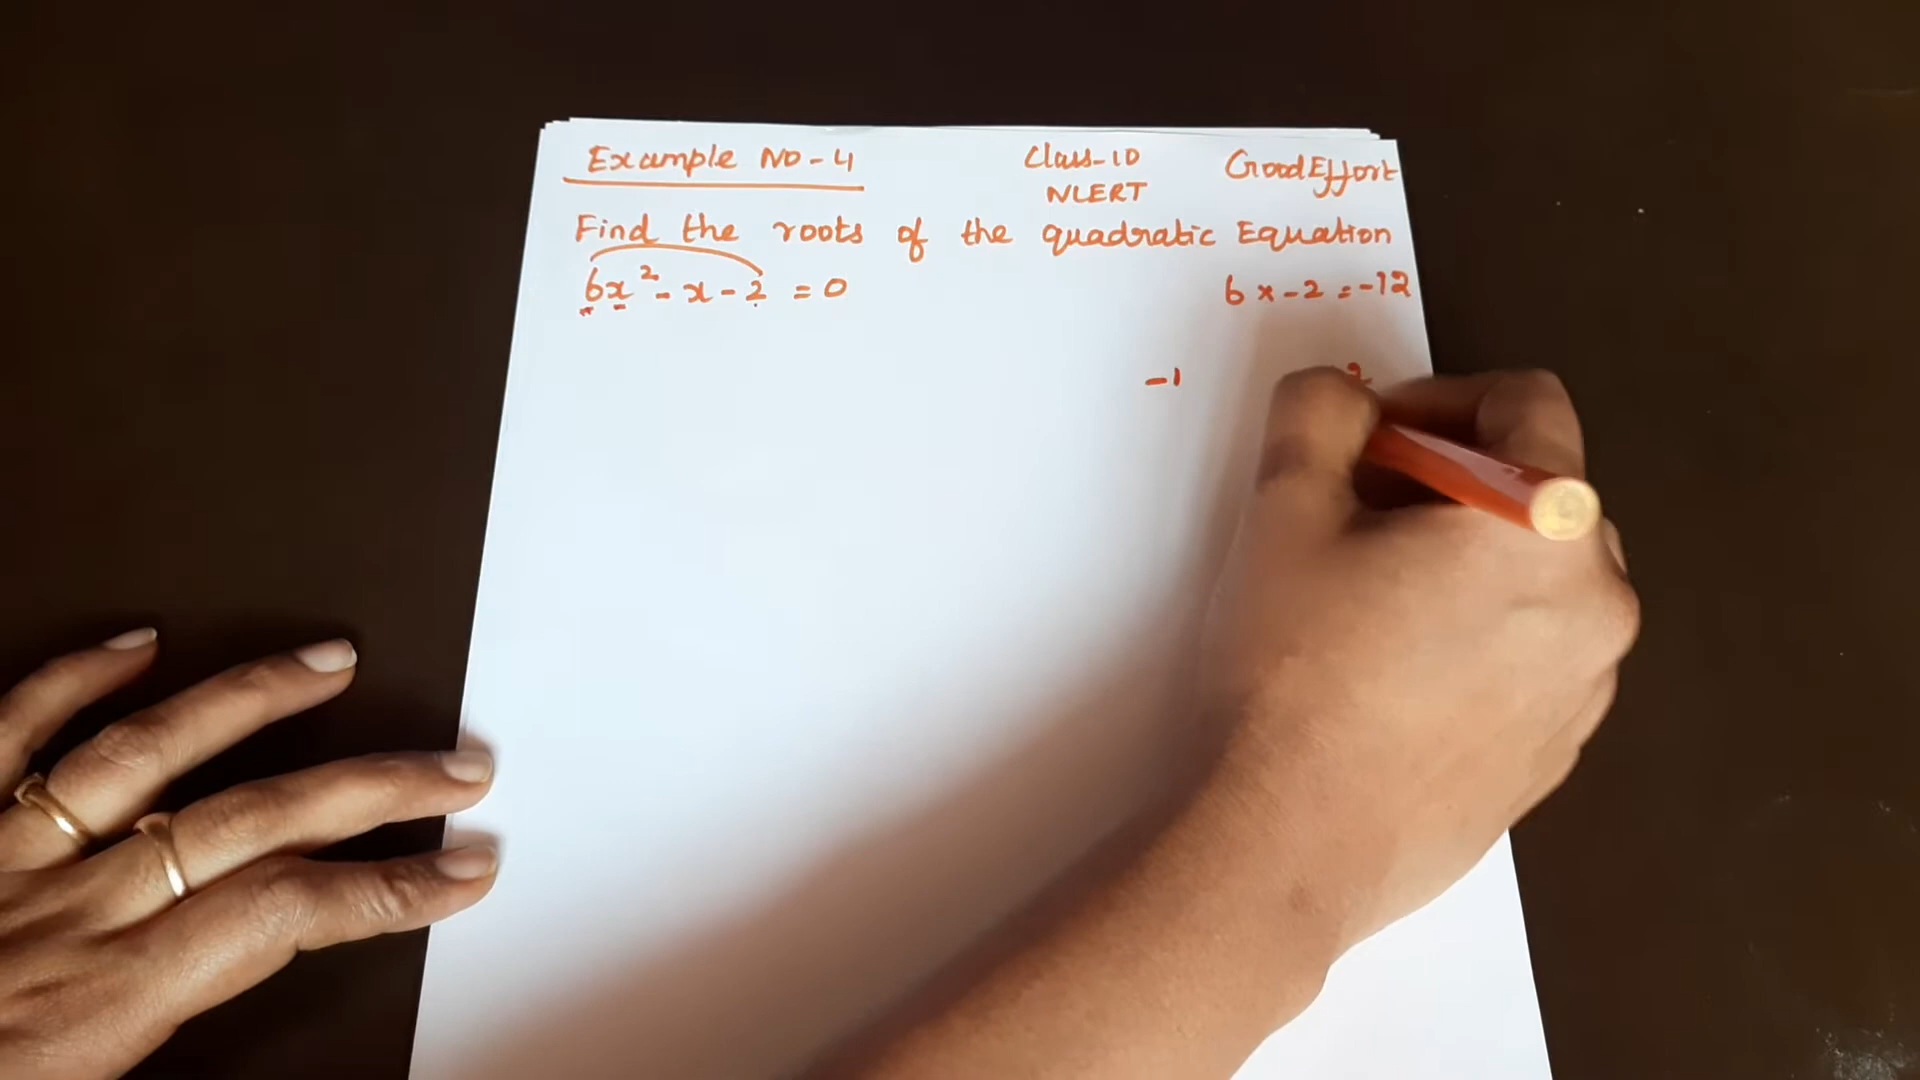 Example NO - 4
Class-10
NCERT
GoodEffort
Find the roots of the quadratic Equation
6x² - x - 2 = 0
6 x - 2 = -12
-1
2